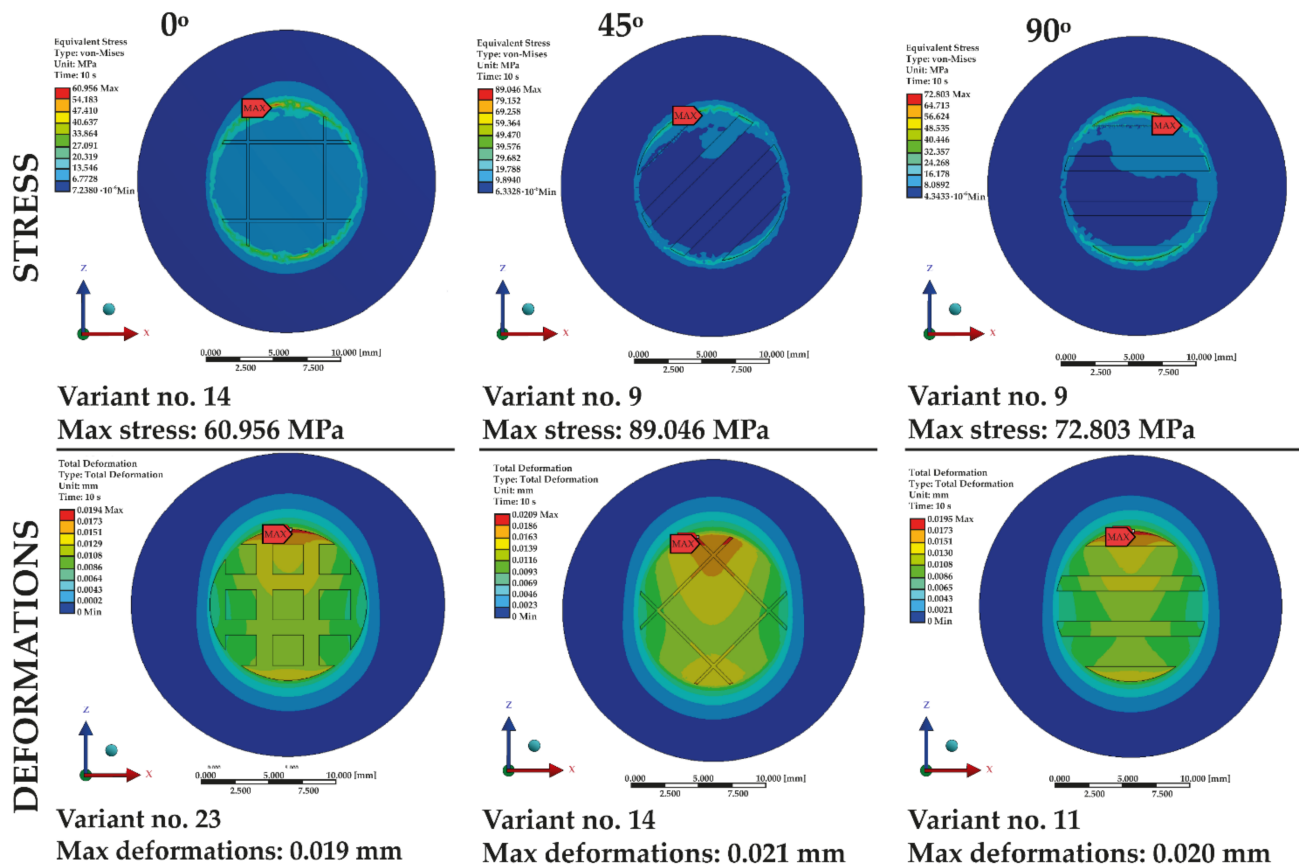 0º
45º
90º
STRESS
Equivalent Stress
Type: von-Mises
Unit: MPa
Time: 10 s
60.956 Max
54.183
47.410
40.637
33.864
27.091
20.319
13.546
6.7728
7.2380 ·10⁻⁶Min
MAX
Z
X
0.000 5.000 10.000 [mm]
2.500 7.500
Variant no. 14
Max stress: 60.956 MPa
Equivalent Stress
Type: von-Mises
Unit: MPa
Time: 10 s
89.046 Max
79.152
69.258
59.364
49.470
39.576
29.682
19.788
9.8940
6.3328 ·10⁻⁶Min
MAX
Z
X
0.000 5.000 10.000 [mm]
2.500 7.500
Variant no. 9
Max stress: 89.046 MPa
Equivalent Stress
Type: von-Mises
Unit: MPa
Time: 10 s
72.803 Max
64.713
56.624
48.535
40.446
32.357
24.268
16.178
8.0892
4.3433 ·10⁻⁶Min
MAX
Z
X
0.000 5.000 10.000 [mm]
2.500 7.500
Variant no. 9
Max stress: 72.803 MPa
DEFORMATIONS
Total Deformation
Type: Total Deformation
Unit: mm
Time: 10 s
0.0194 Max
0.0173
0.0151
0.0129
0.0108
0.0086
0.0064
0.0043
0.0002
0 Min
MAX
Z
X
0.000 5.000 10.000 [mm]
2.500 7.500
Variant no. 23
Max deformations: 0.019 mm
Total Deformation
Type: Total Deformation
Unit: mm
Time: 10 s
0.0209 Max
0.0186
0.0163
0.0139
0.0116
0.0093
0.0069
0.0046
0.0023
0 Min
MAX
Z
X
0.000 5.000 10.000 [mm]
2.500 7.500
Variant no. 14
Max deformations: 0.021 mm
Total Deformation
Type: Total Deformation
Unit: mm
Time: 10 s
0.0195 Max
0.0173
0.0151
0.0130
0.0108
0.0086
0.0065
0.0043
0.0021
0 Min
MAX
Z
X
0.000 5.000 10.000 [mm]
2.500 7.500
Variant no. 11
Max deformations: 0.020 mm